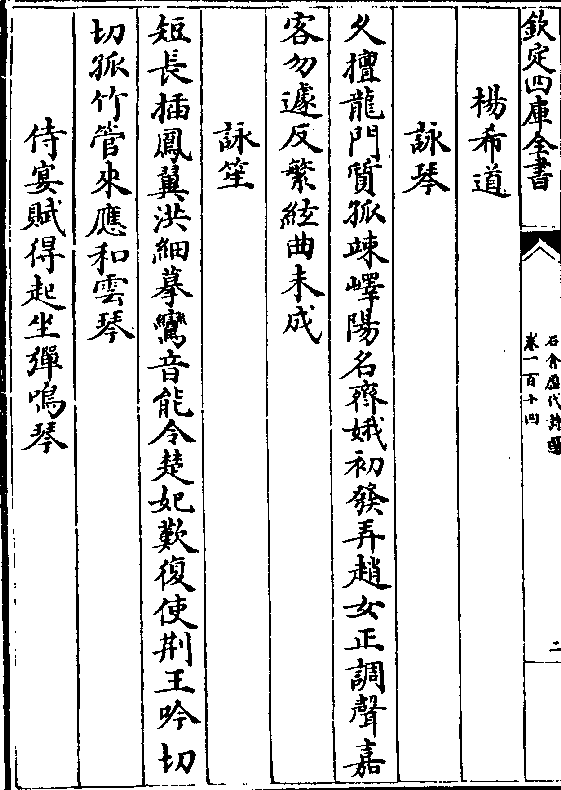 欽定四庫全書
石倉歷代詩選
卷一百十四
二
楊希道
詠琴
久擅龍門質孤竦嶧陽名齊娥初發弄趙女正調聲嘉
客勿遽反繁絃曲未成
詠笙
短長插鳳翼洪細摹鸞音能令楚妃歎復使荆王吟切
切孤竹管來應和雲琴
侍宴賦得起坐彈鳴琴